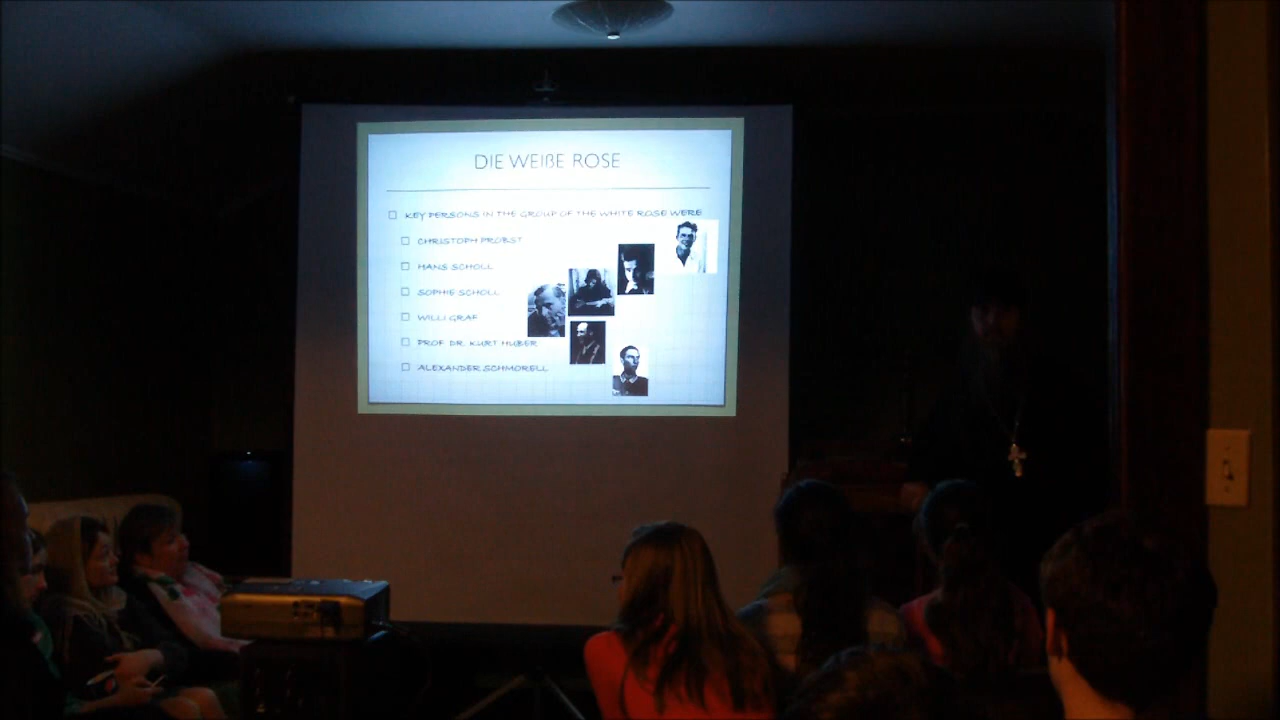 DIE WEIßE ROSE
KEY PERSONS IN THE GROUP OF THE WHITE ROSE WERE
CHRISTOPH PROBST
HANS SCHOLL
SOPHIE SCHOLL
WILLI GRAF
PROF. DR. KURT HUBER
ALEXANDER SCHMORELL